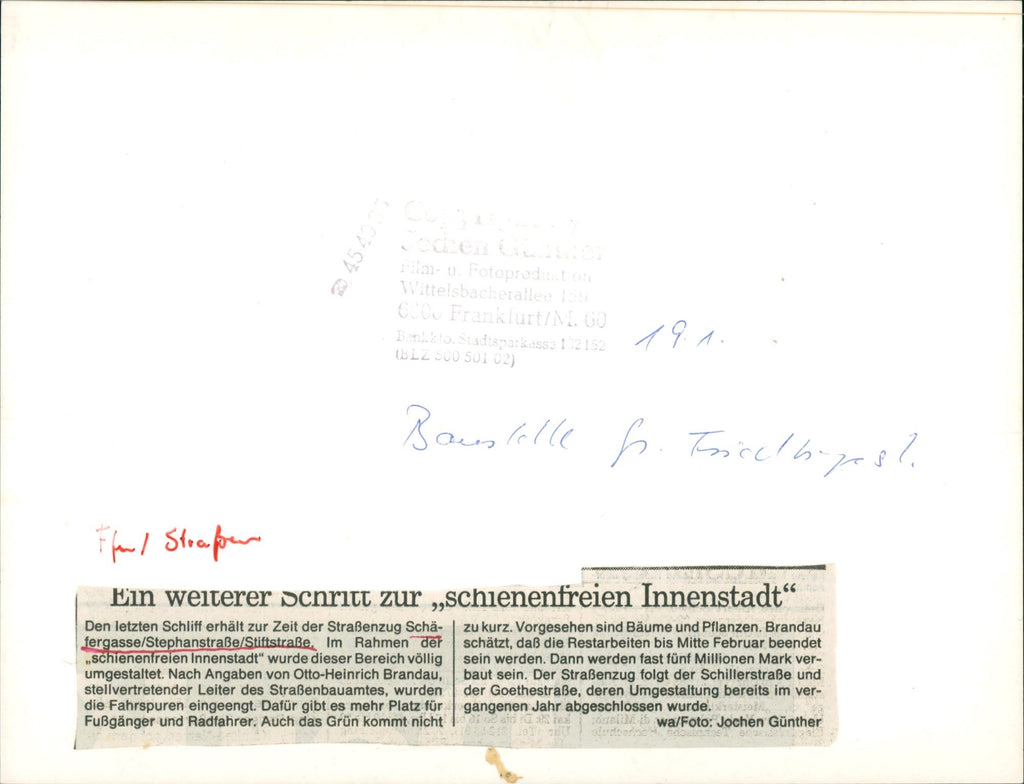 Jochen Günther
Film- u. Fotoproduktion
Wittelsbacherallee
Frankfurt/M. 60
Bankkto. Stadtsparkasse
(BLZ 500 501 02)
19.1.
Baustelle Gr. Friedbergerst.
Ffm/ Straßen
Ein weiterer Schritt zur „schienenfreien Innenstadt“
Den letzten Schliff erhält zur Zeit der Straßenzug Schä-
fergasse/Stephanstraße/Stiftstraße. Im Rahmen der
„schienenfreien Innenstadt“ wurde dieser Bereich völlig
umgestaltet. Nach Angaben von Otto-Heinrich Brandau,
stellvertretender Leiter des Straßenbauamtes, wurden
die Fahrspuren eingeengt. Dafür gibt es mehr Platz für
Fußgänger und Radfahrer. Auch das Grün kommt nicht
zu kurz. Vorgesehen sind Bäume und Pflanzen. Brandau
schätzt, daß die Restarbeiten bis Mitte Februar beendet
sein werden. Dann werden fast fünf Millionen Mark ver-
baut sein. Der Straßenzug folgt der Schillerstraße und
der Goethestraße, deren Umgestaltung bereits im ver-
gangenen Jahr abgeschlossen wurde.
wa/Foto: Jochen Günther